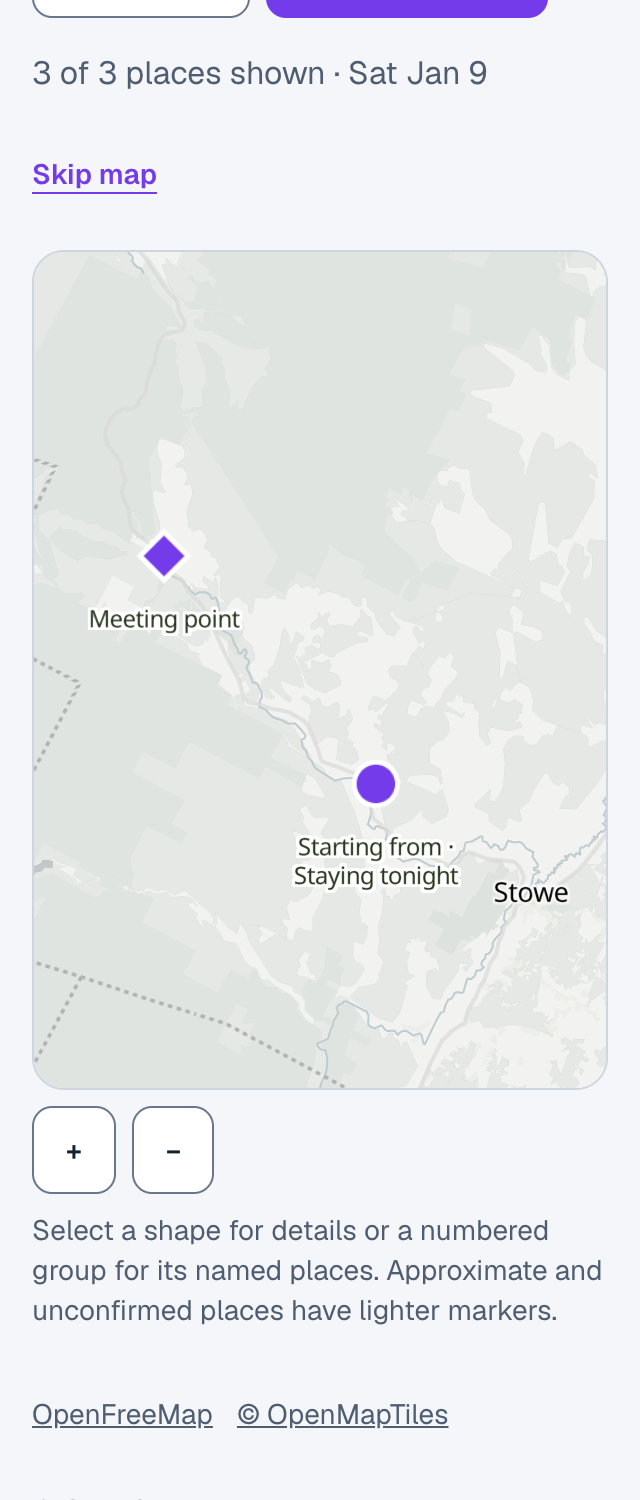 3 of 3 places shown · Sat Jan 9
Skip map
Meeting point
Starting from ·
Staying tonight
Stowe
+
−
Select a shape for details or a numbered
group for its named places. Approximate and
unconfirmed places have lighter markers.
OpenFreeMap © OpenMapTiles